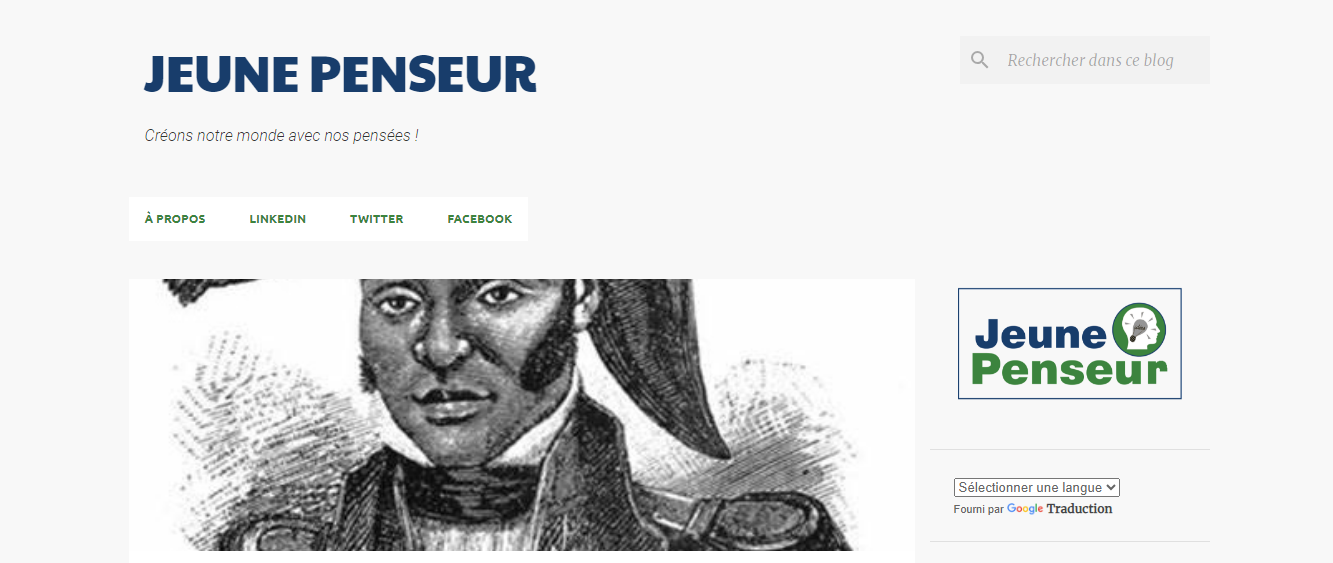 JEUNE PENSEUR
Rechercher dans ce blog
Créons notre monde avec nos pensées !
À PROPOS LINKEDIN TWITTER FACEBOOK
Jeune
Penseur
Sélectionner une langue
Fourni par Google Traduction